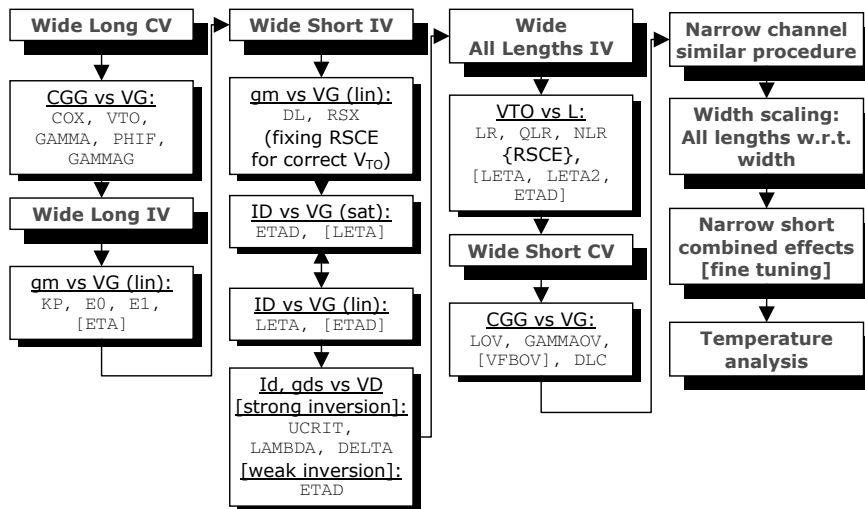 Wide Long CV
CGG vs VG:
COX, VTO,
GAMMA, PHIF,
GAMMAG
Wide Long IV
gm vs VG (lin):
KP, E0, E1,
[ETA]
Wide Short IV
gm vs VG (lin):
DL, RSX
(fixing RSCE
for correct VTO)
ID vs VG (sat):
ETAD, [LETA]
ID vs VG (lin):
LETA, [ETAD]
Id, gds vs VD
[strong inversion]:
UCRIT,
LAMBDA, DELTA
[weak inversion]:
ETAD
Wide
All Lengths IV
VTO vs L:
LR, QLR, NLR
{RSCE},
[LETA, LETA2,
ETAD]
Wide Short CV
CGG vs VG:
LOV, GAMMAOV,
[VFBOV], DLC
Narrow channel
similar procedure
Width scaling:
All lengths w.r.t.
width
Narrow short
combined effects
[fine tuning]
Temperature
analysis